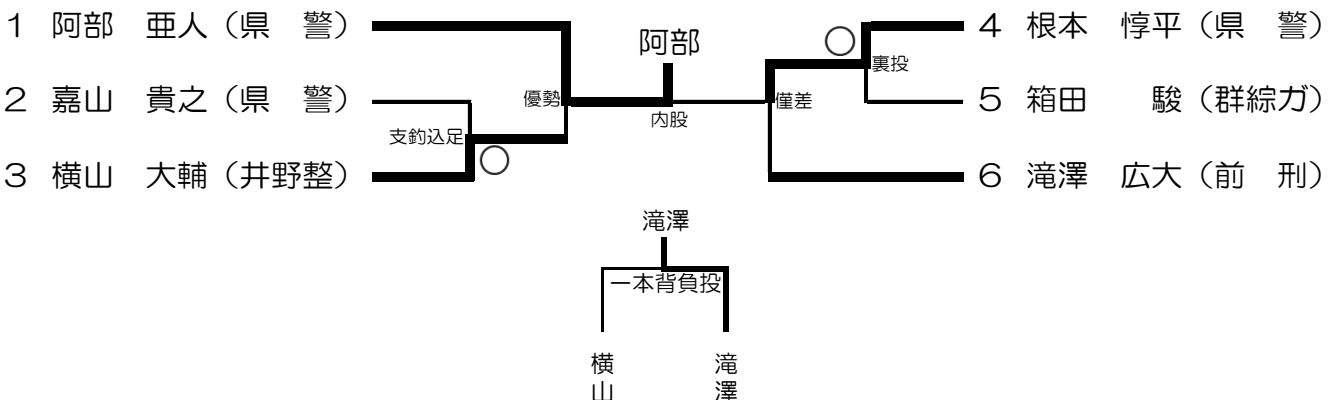 1 阿部 亜人（県 警）
2 嘉山 貴之（県 警）
3 横山 大輔（井野整）
支釣込足
優勢
阿部
内股
僅差
裏投
4 根本 惇平（県 警）
5 箱田 駿（群綜ガ）
6 滝澤 広大（前 刑）
滝澤
一本背負投
横山
滝澤